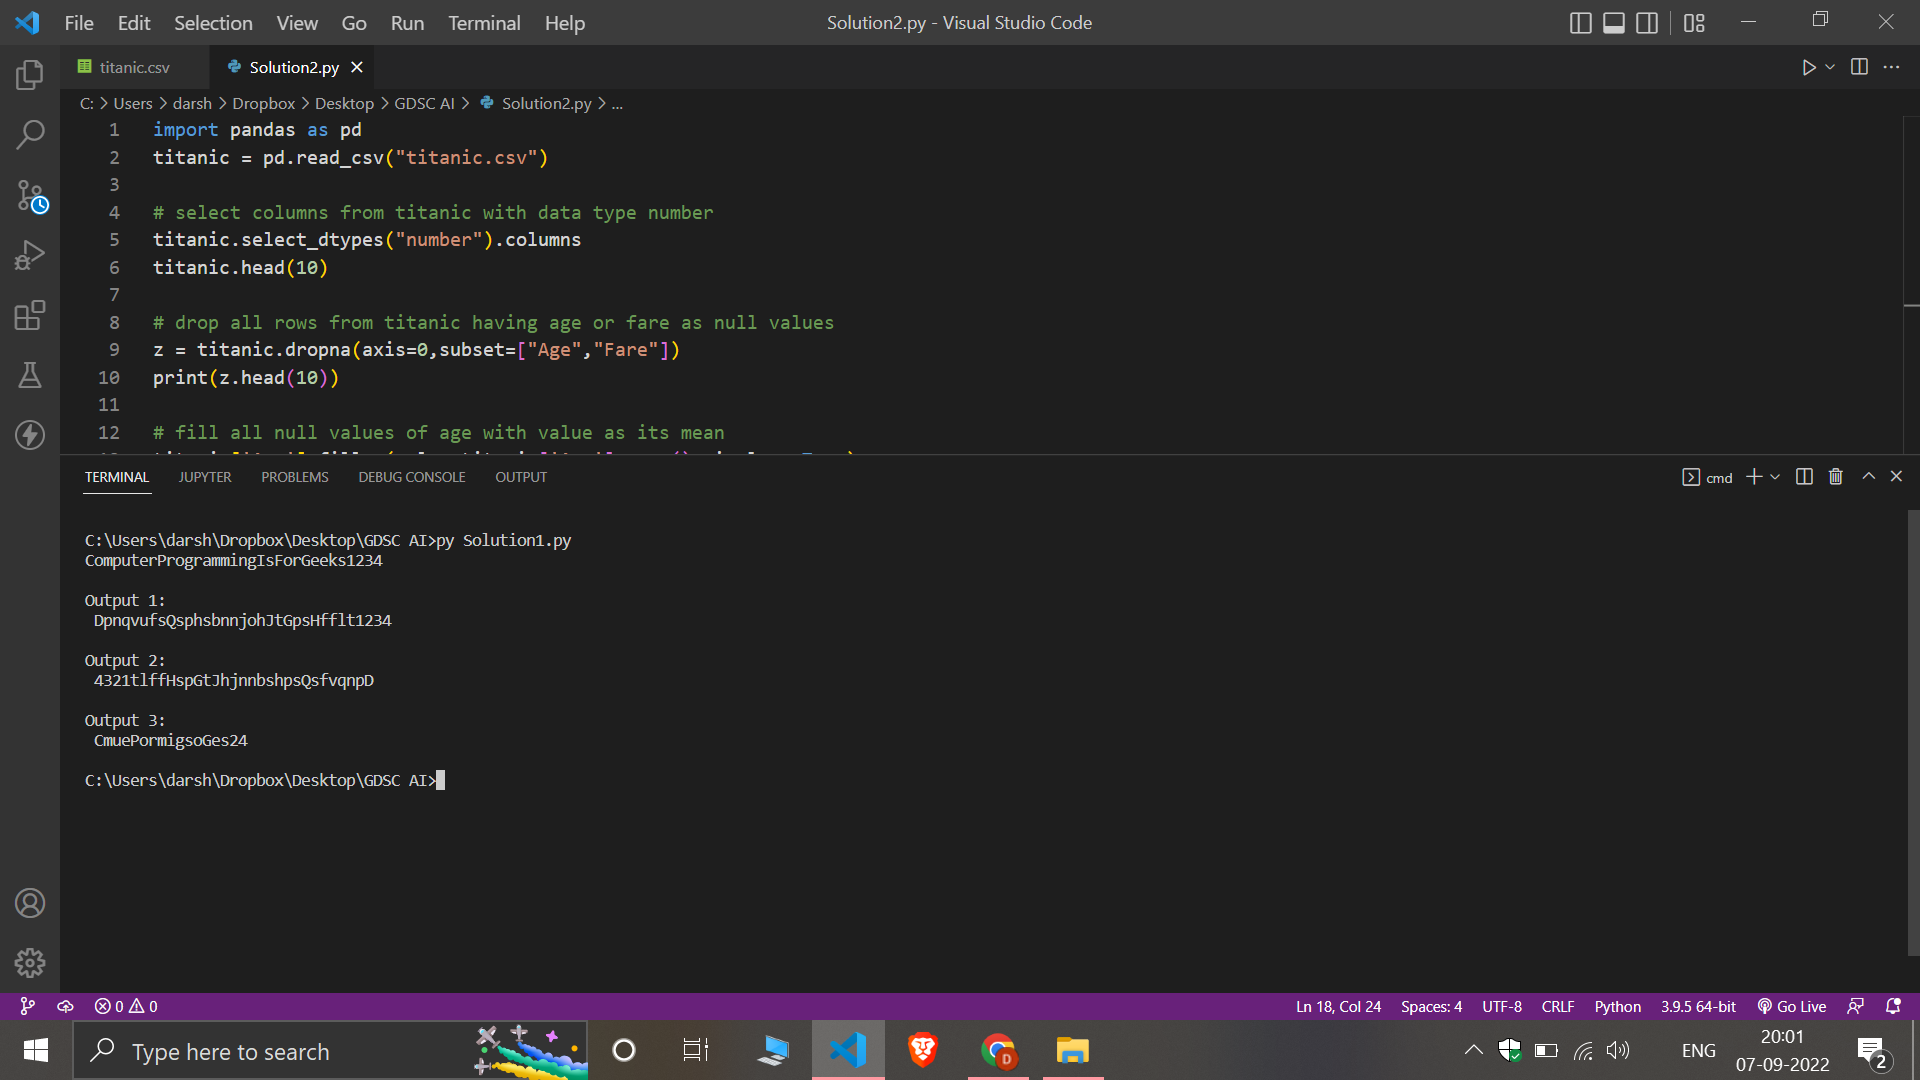 File Edit Selection View Go Run Terminal Help
Solution2.py - Visual Studio Code
titanic.csv
Solution2.py
C: > Users > darsh > Dropbox > Desktop > GDSC AI > Solution2.py > ...
1 import pandas as pd
2 titanic = pd.read_csv("titanic.csv")
3
4 # select columns from titanic with data type number
5 titanic.select_dtypes("number").columns
6 titanic.head(10)
7
8 # drop all rows from titanic having age or fare as null values
9 z = titanic.dropna(axis=0,subset=["Age","Fare"])
10 print(z.head(10))
11
12 # fill all null values of age with value as its mean
TERMINAL JUPYTER PROBLEMS DEBUG CONSOLE OUTPUT
cmd
C:\Users\darsh\Dropbox\Desktop\GDSC AI>py Solution1.py
ComputerProgrammingIsForGeeks1234
Output 1:
DpnqvufsQsphsbnnjohJtGpsHfflt1234
Output 2:
4321tlffHspGtJhjnnbshpsQsfvqnpD
Output 3:
CmuePormigsoGes24
C:\Users\darsh\Dropbox\Desktop\GDSC AI>
0 0
Ln 18, Col 24 Spaces: 4 UTF-8 CRLF Python 3.9.5 64-bit Go Live
Type here to search
D
ENG
20:01
07-09-2022
2